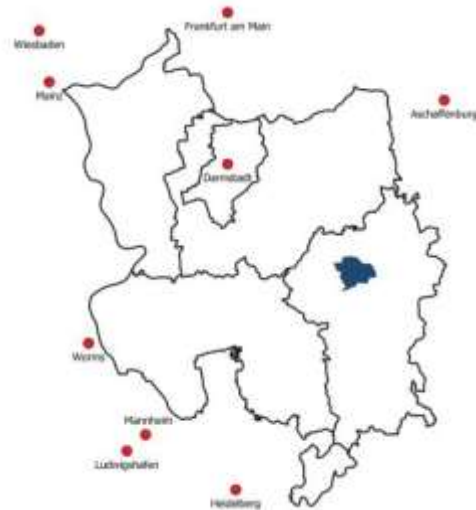 Frankfurt am Main
Wiesbaden
Mainz
Aschaffenburg
Darmstadt
Worms
Mannheim
Ludwigshafen
Heidelberg